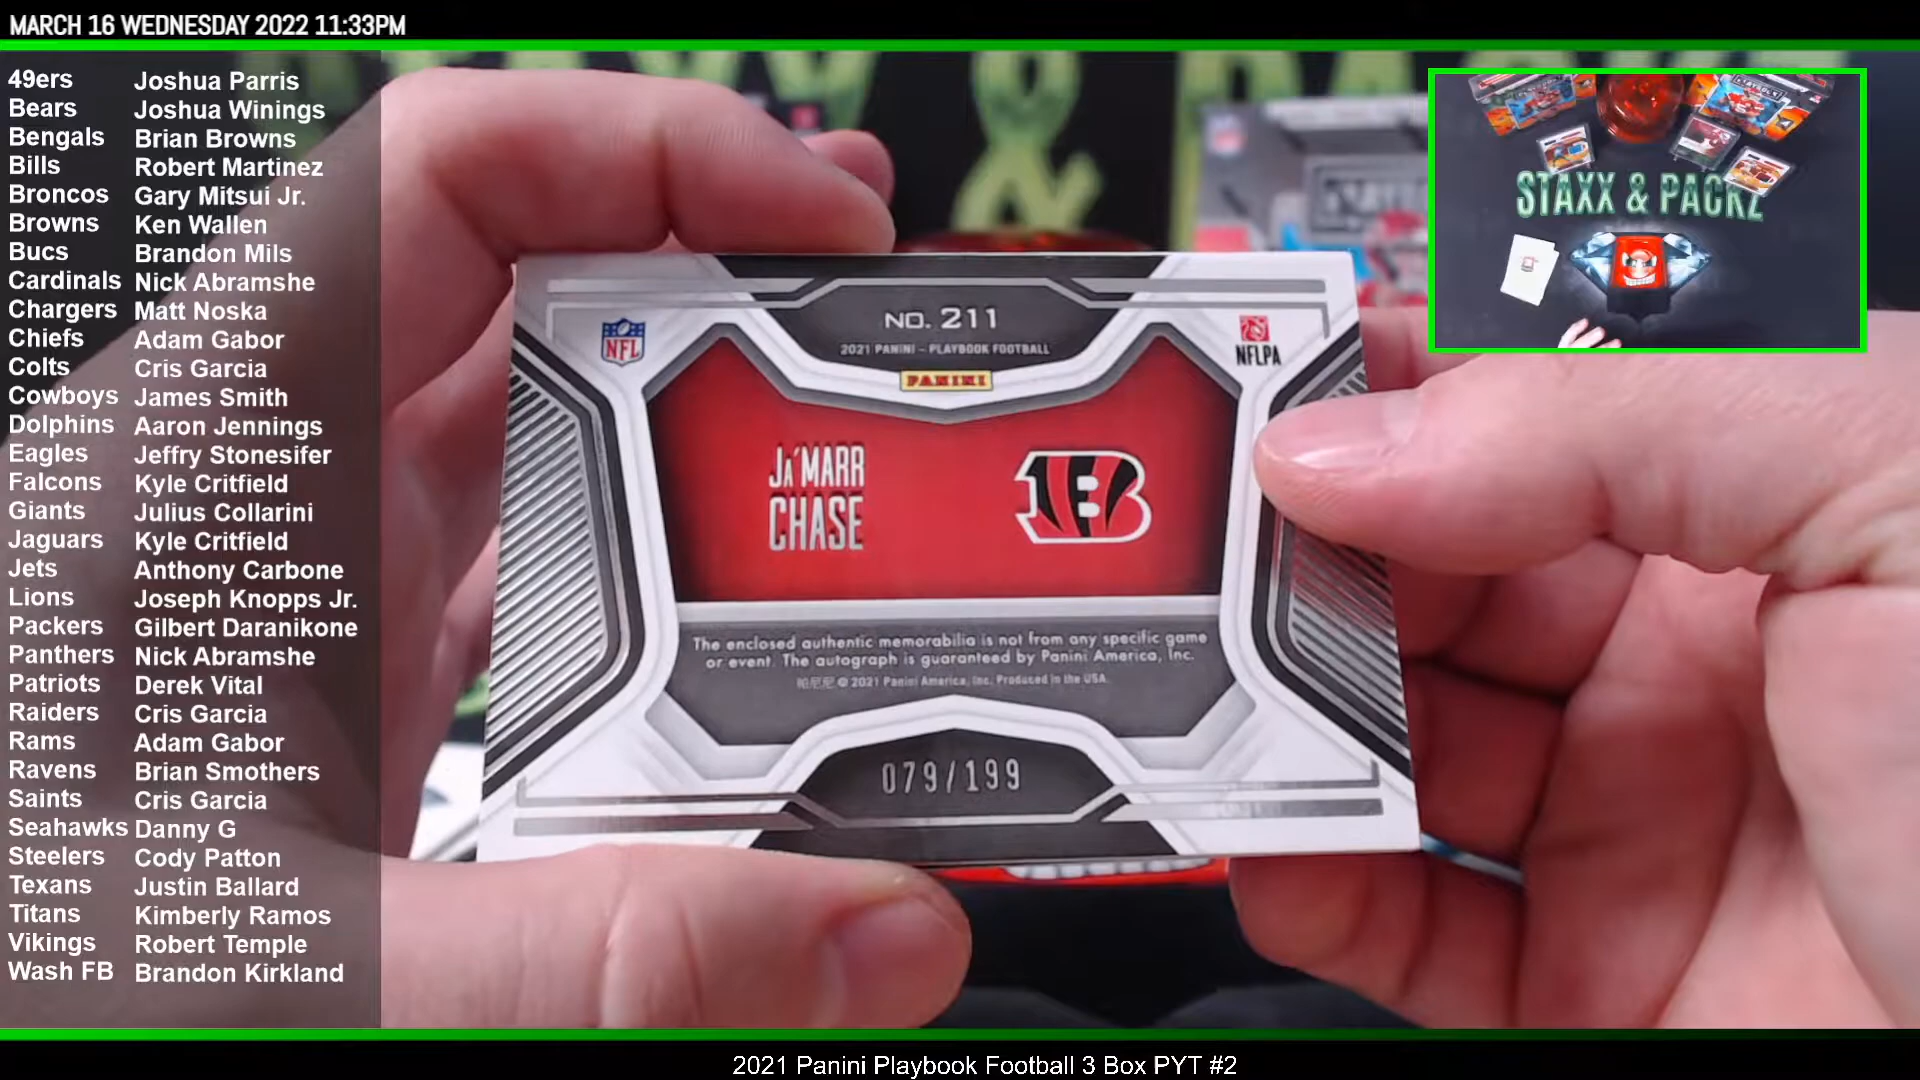 MARCH 16 WEDNESDAY 2022 11:33PM
49ers Joshua Parris
Bears Joshua Winings
Bengals Brian Browns
Bills Robert Martinez
Broncos Gary Mitsui Jr.
Browns Ken Wallen
Bucs Brandon Mils
Cardinals Nick Abramshe
Chargers Matt Noska
Chiefs Adam Gabor
Colts Cris Garcia
Cowboys James Smith
Dolphins Aaron Jennings
Eagles Jeffry Stonesifer
Falcons Kyle Critfield
Giants Julius Collarini
Jaguars Kyle Critfield
Jets Anthony Carbone
Lions Joseph Knopps Jr.
Packers Gilbert Daranikone
Panthers Nick Abramshe
Patriots Derek Vital
Raiders Cris Garcia
Rams Adam Gabor
Ravens Brian Smothers
Saints Cris Garcia
Seahawks Danny G
Steelers Cody Patton
Texans Justin Ballard
Titans Kimberly Ramos
Vikings Robert Temple
Wash FB Brandon Kirkland
NO. 211
2021 PANINI - PLAYBOOK FOOTBALL
PANINI
NFL
NFLPA
JA'MARR
CHASE
B
The enclosed authentic memorabilia is not from any specific game
or event. The autograph is guaranteed by Panini America, Inc.
帕尼尼 © 2021 Panini America, Inc. Produced in the USA.
079/199
STAXX & PACKZ
2021 Panini Playbook Football 3 Box PYT #2